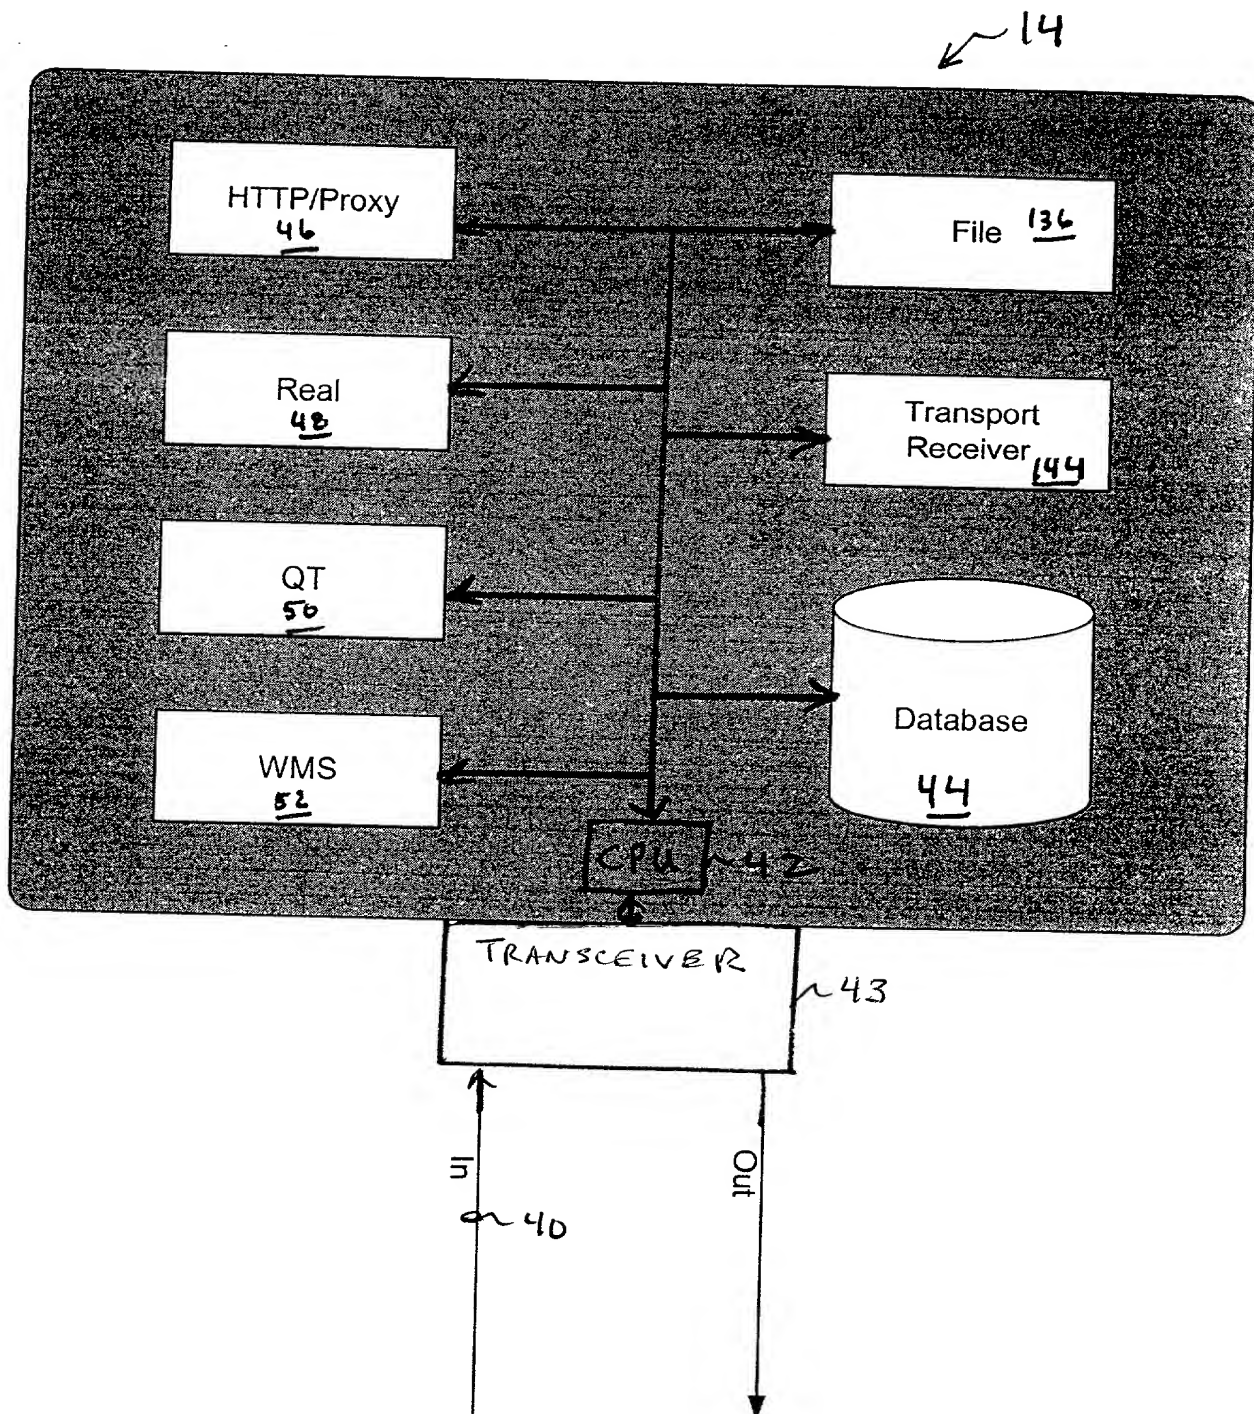 14
HTTP/Proxy
46
File 136
Real
48
Transport
Receiver 144
QT
50
Database
44
WMS
52
CPU 42
TRANSCEIVER
43
In
Out
40